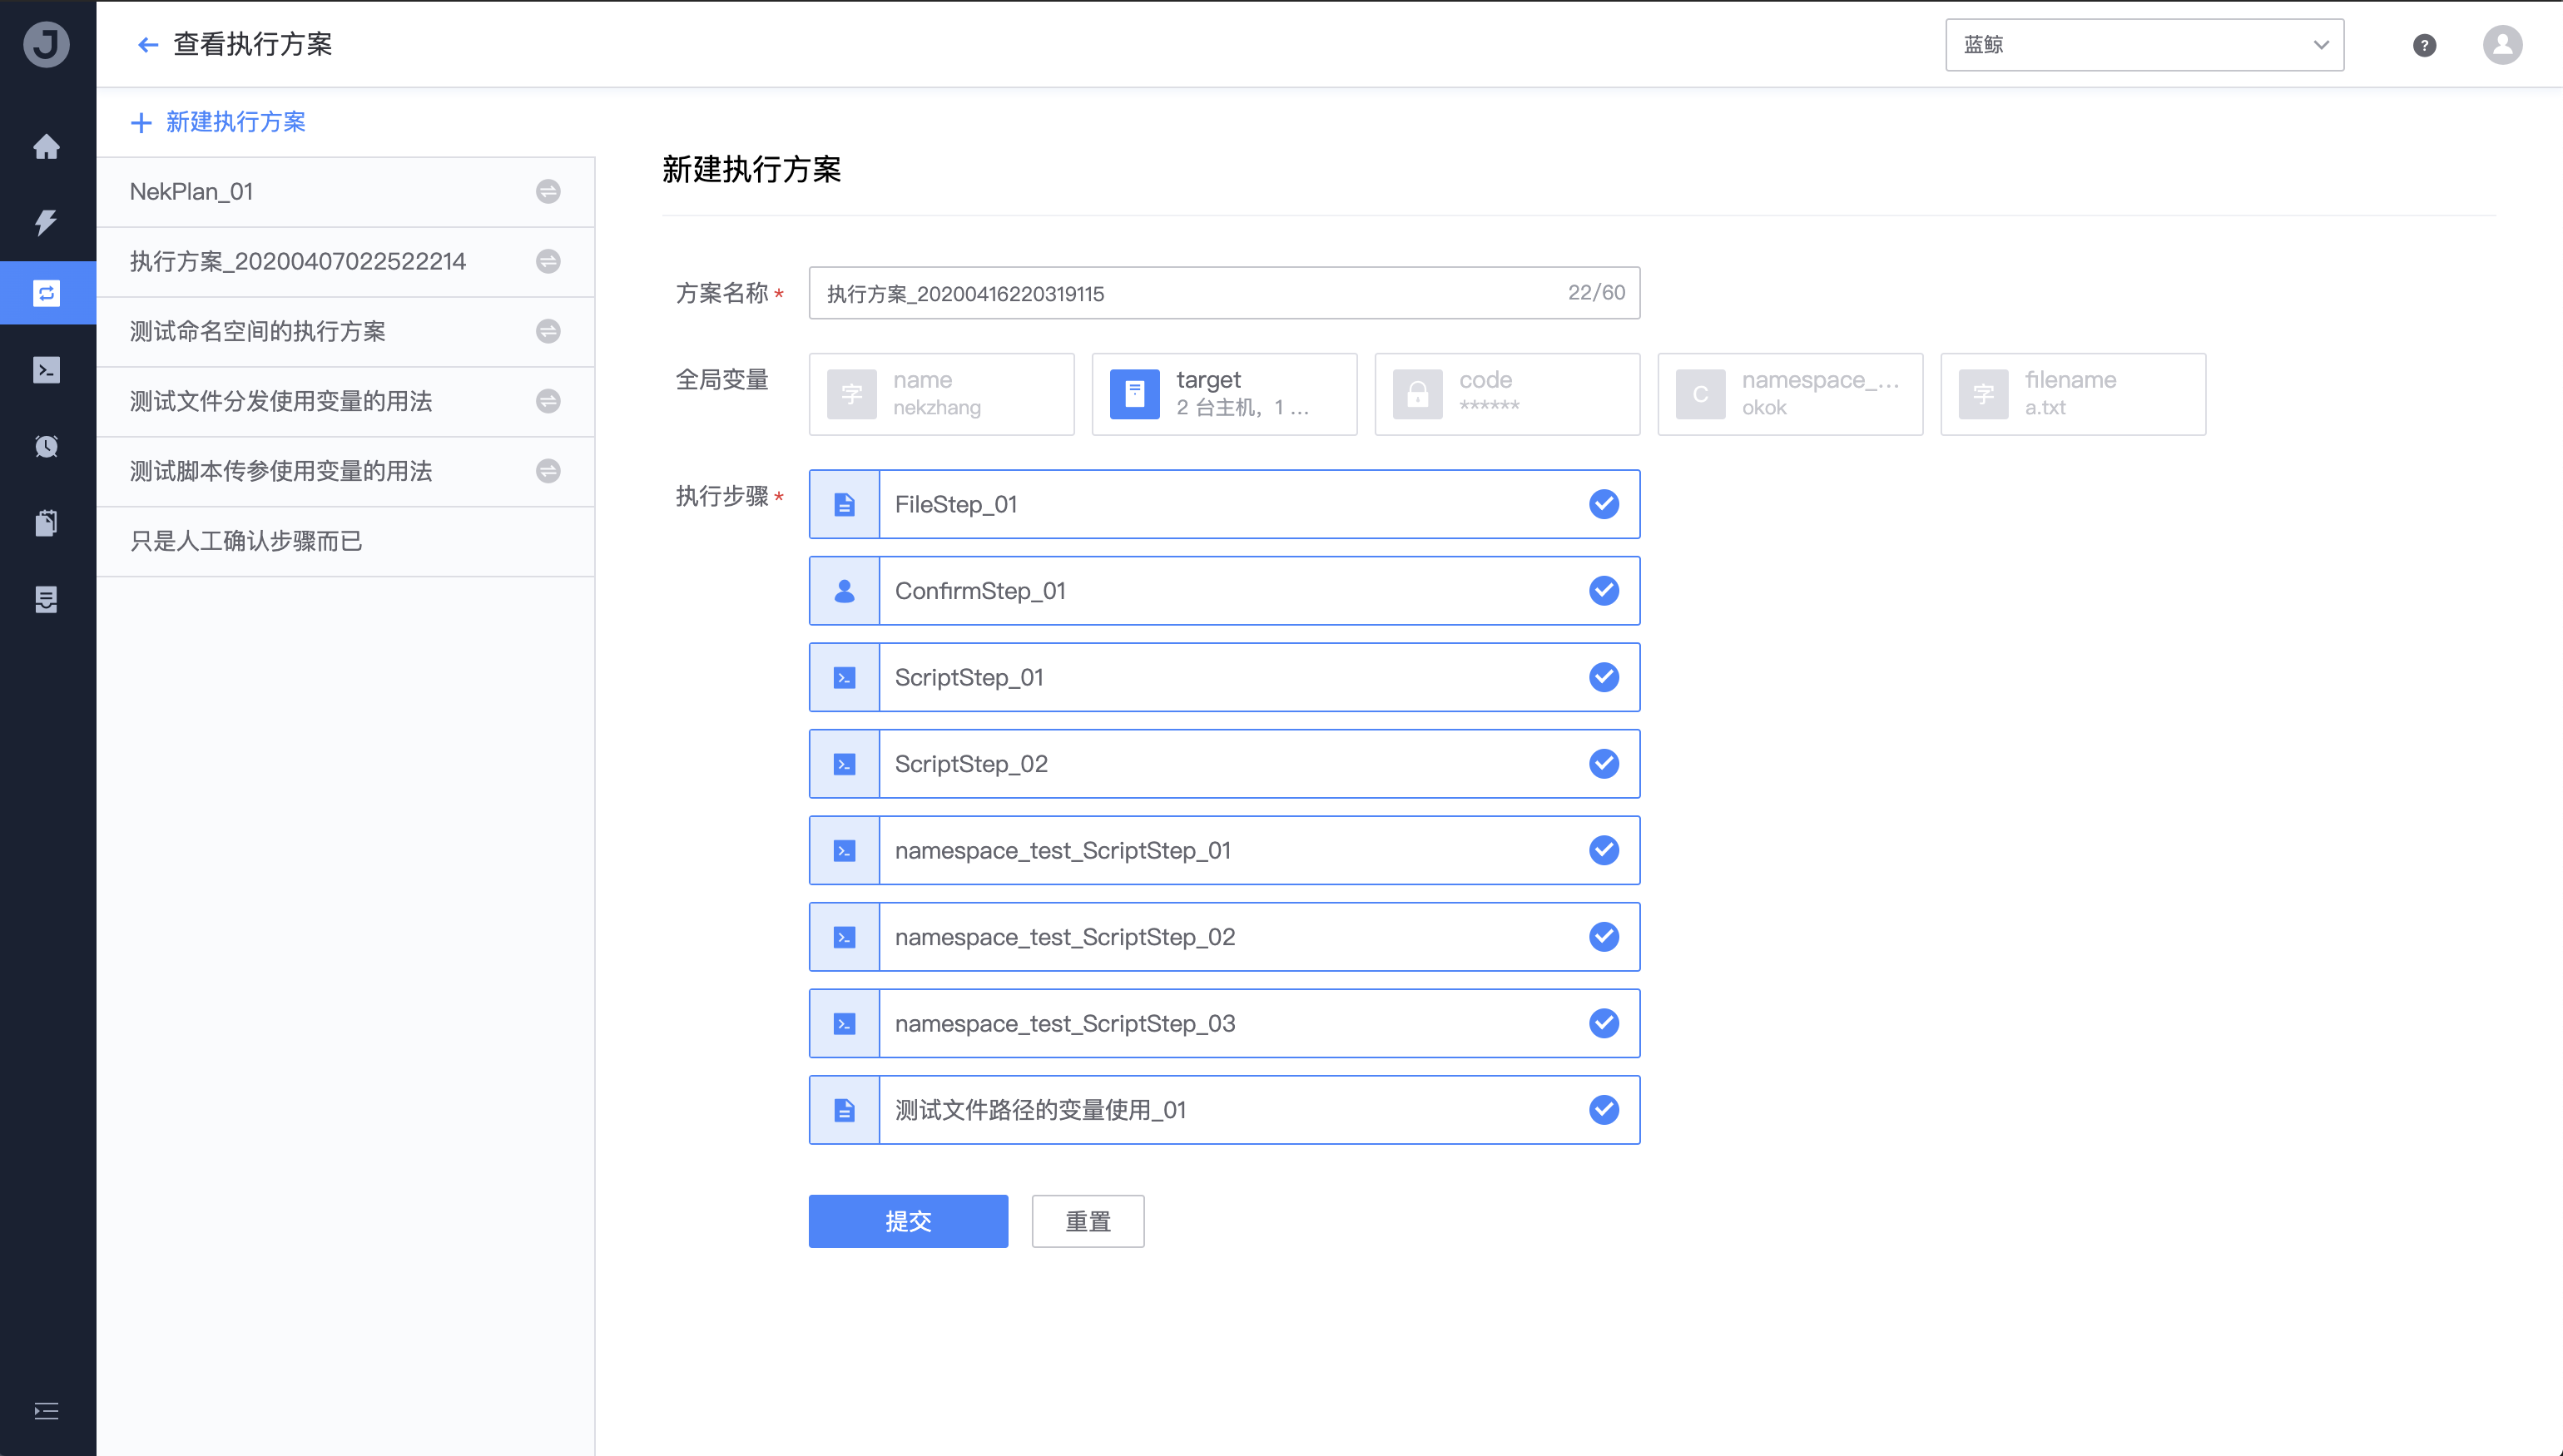 J
查看执行方案
蓝鲸
?
新建执行方案
NekPlan_01
执行方案_20200407022522214
测试命名空间的执行方案
测试文件分发使用变量的用法
测试脚本传参使用变量的用法
只是人工确认步骤而已
新建执行方案
方案名称*
执行方案_20200416220319115
22/60
全局变量
字
name
nekzhang
target
2 台主机，1 ...
code
******
C
namespace_...
okok
字
filename
a.txt
执行步骤*
FileStep_01
ConfirmStep_01
ScriptStep_01
ScriptStep_02
namespace_test_ScriptStep_01
namespace_test_ScriptStep_02
namespace_test_ScriptStep_03
测试文件路径的变量使用_01
提交
重置